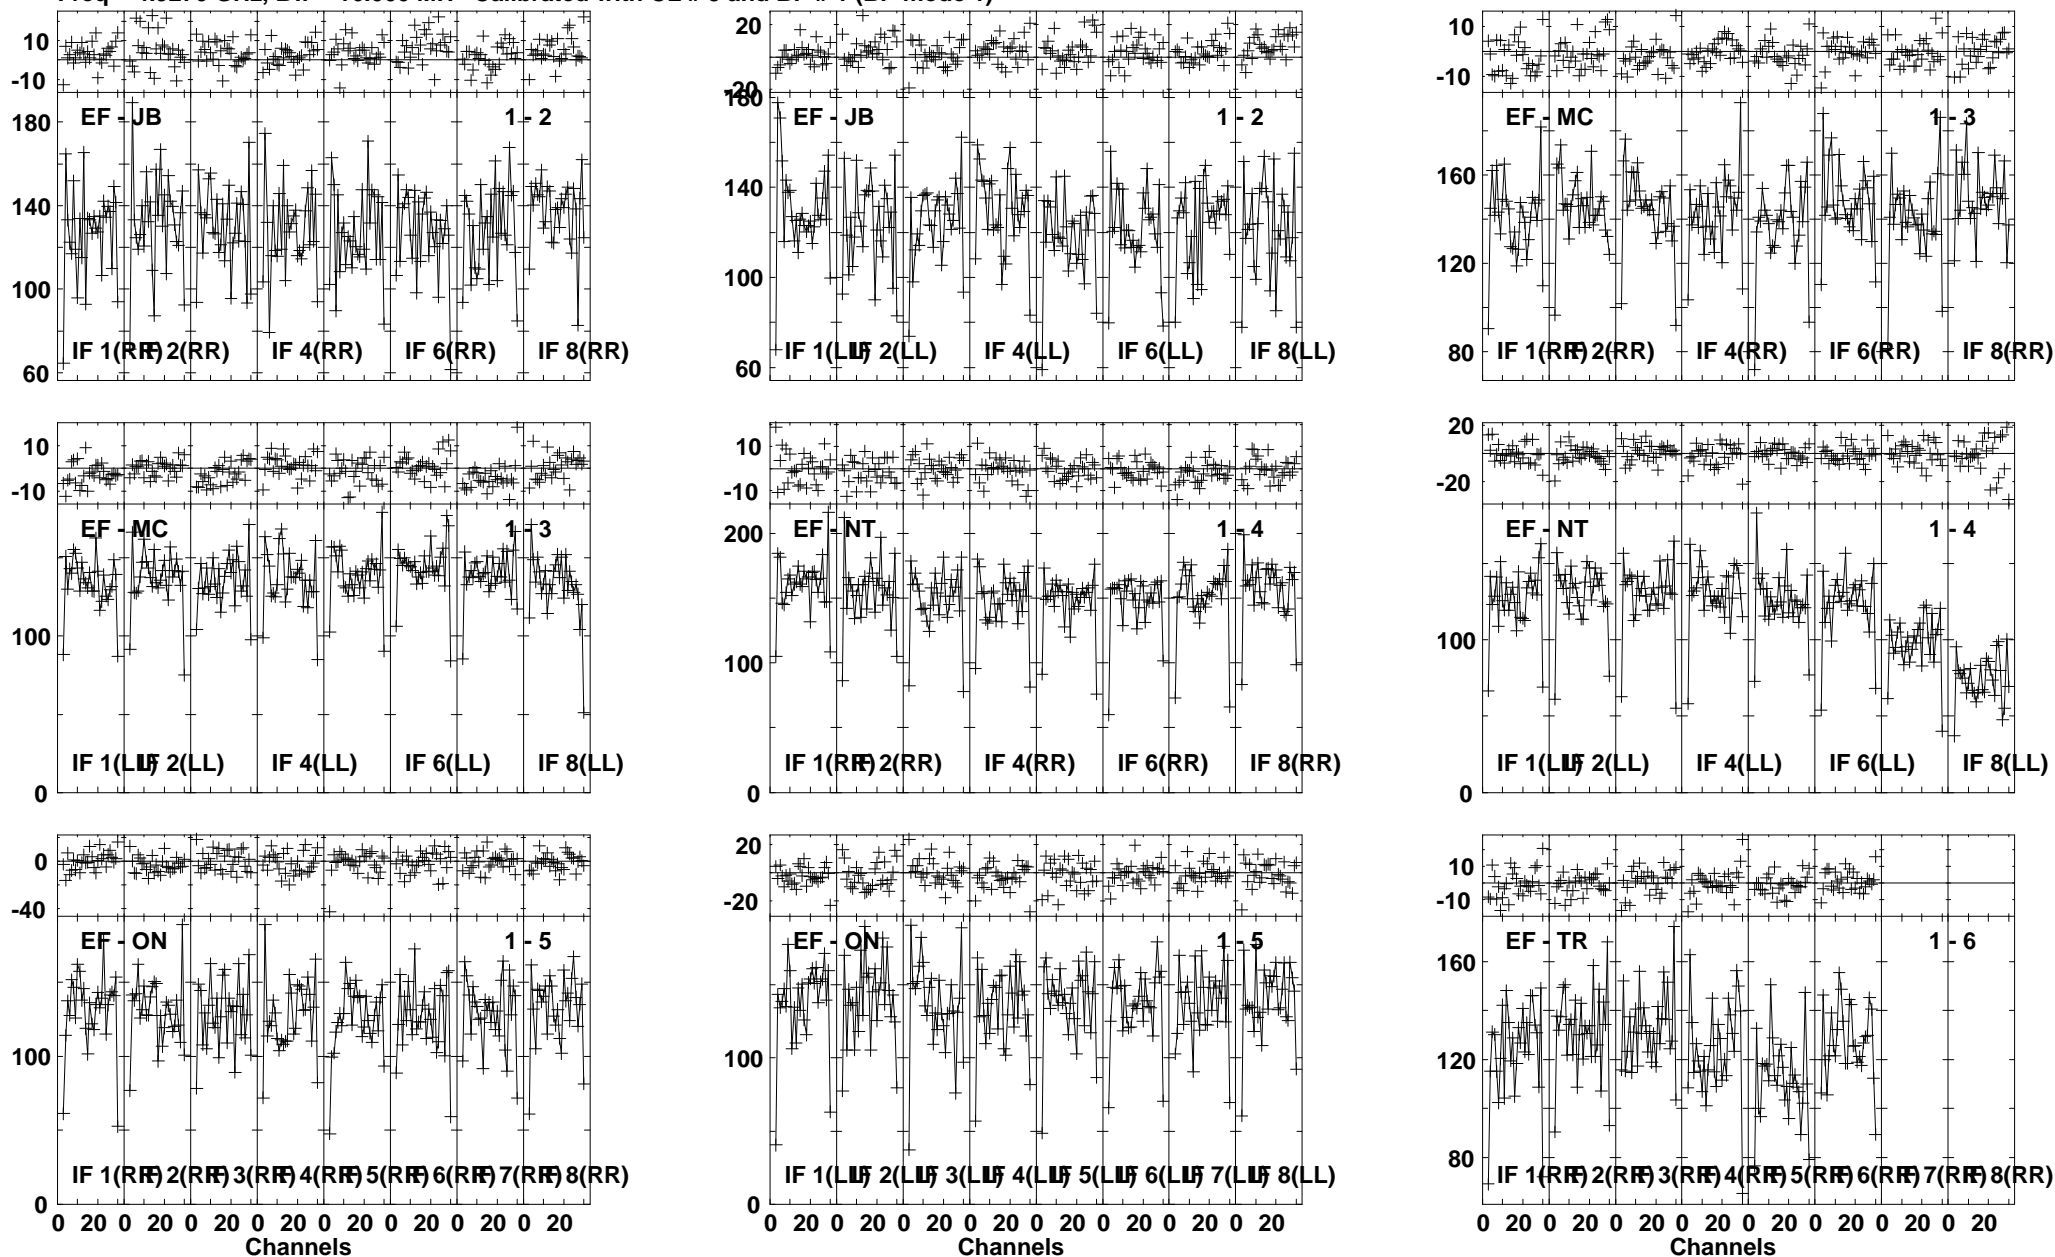 10
-10
EF - JB 1 - 2
180
140
100
60
IF 1(RR) IF 2(RR) IF 4(RR) IF 6(RR) IF 8(RR)
20
-20
EF - JB 1 - 2
180
140
100
60
IF 1(LL) IF 2(LL) IF 4(LL) IF 6(LL) IF 8(LL)
10
-10
EF - MC 1 - 3
160
120
80
IF 1(RR) IF 2(RR) IF 4(RR) IF 6(RR) IF 8(RR)
10
-10
EF - MC 1 - 3
100
0
IF 1(LL) IF 2(LL) IF 4(LL) IF 6(LL) IF 8(LL)
10
-10
EF - NT 1 - 4
200
100
0
IF 1(RR) IF 2(RR) IF 4(RR) IF 6(RR) IF 8(RR)
20
-20
EF - NT 1 - 4
100
0
IF 1(LL) IF 2(LL) IF 4(LL) IF 6(LL) IF 8(LL)
0
-40
EF - ON 1 - 5
100
0
IF 1(RR) IF 2(RR) IF 3(RR) IF 4(RR) IF 5(RR) IF 6(RR) IF 7(RR) IF 8(RR)
0 20 0 20 0 20 0 20 0 20 0 20 0 20 0 20
Channels
20
-20
EF - ON 1 - 5
100
0
IF 1(LL) IF 2(LL) IF 3(LL) IF 4(LL) IF 5(LL) IF 6(LL) IF 7(LL) IF 8(LL)
0 20 0 20 0 20 0 20 0 20 0 20 0 20 0 20
Channels
10
-10
EF - TR 1 - 6
160
120
80
IF 1(RR) IF 2(RR) IF 3(RR) IF 4(RR) IF 5(RR) IF 6(RR) IF 7(RR) IF 8(RR)
0 20 0 20 0 20 0 20 0 20 0 20 0 20 0 20
Channels